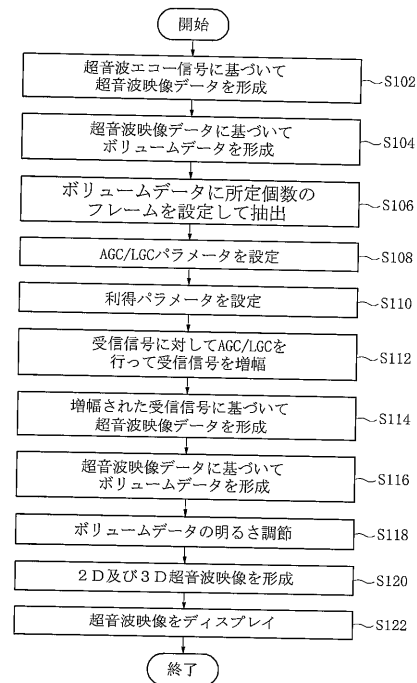 開始
超音波エコー信号に基づいて
超音波映像データを形成
S102
超音波映像データに基づいて
ボリュームデータを形成
S104
ボリュームデータに所定個数の
フレームを設定して抽出
S106
AGC/LGCパラメータを設定
S108
利得パラメータを設定
S110
受信信号に対してAGC/LGCを
行って受信信号を増幅
S112
増幅された受信信号に基づいて
超音波映像データを形成
S114
超音波映像データに基づいて
ボリュームデータを形成
S116
ボリュームデータの明るさ調節
S118
２Ｄ及び３Ｄ超音波映像を形成
S120
超音波映像をディスプレイ
S122
終了